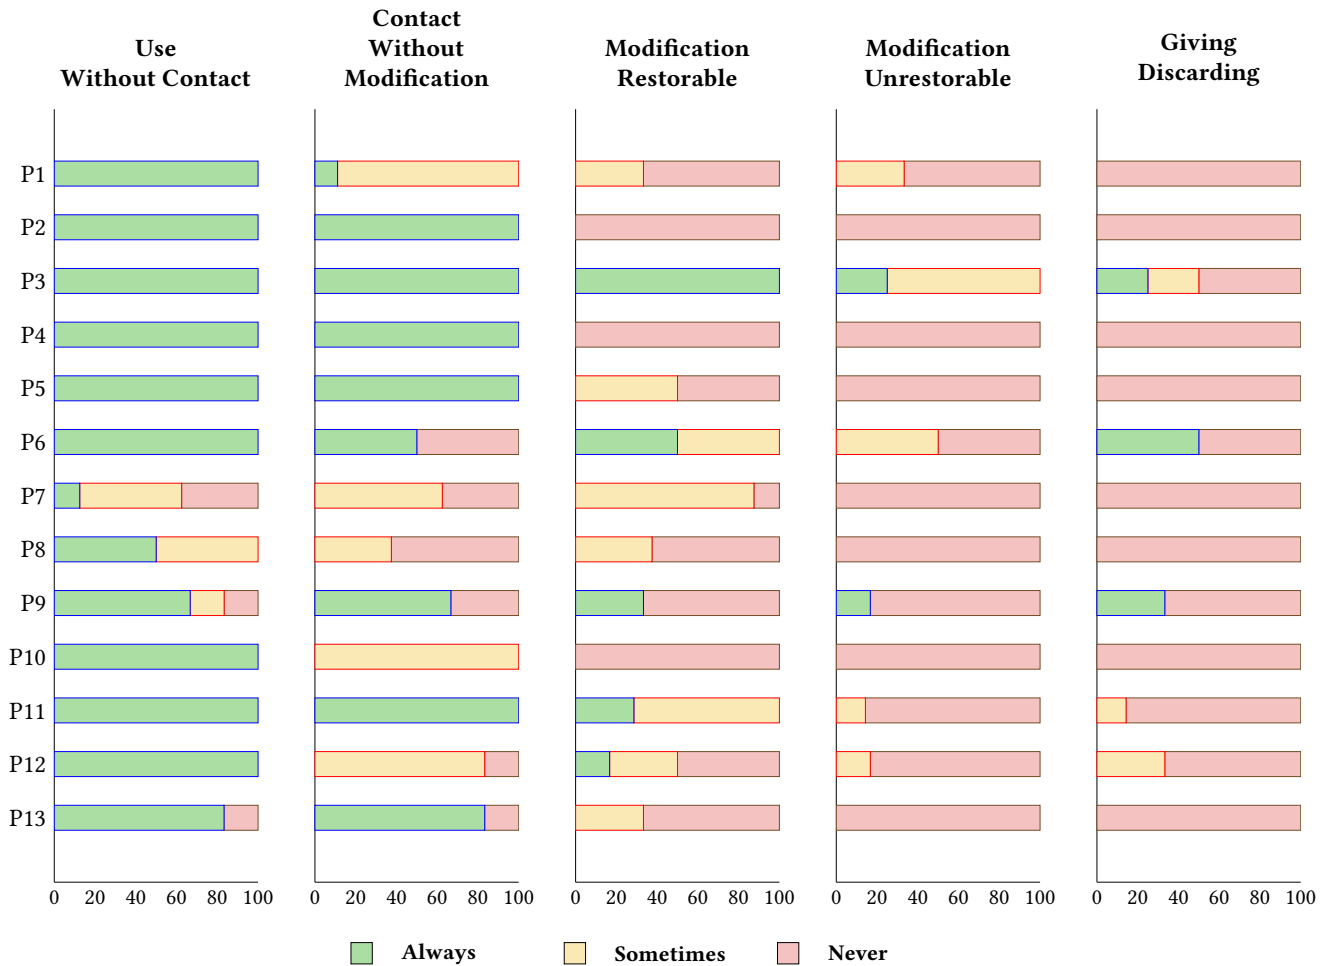 Use
Without Contact
Contact
Without
Modification
Modification
Restorable
Modification
Unrestorable
Giving
Discarding
P1
P2
P3
P4
P5
P6
P7
P8
P9
P10
P11
P12
P13
0 20 40 60 80 100
0 20 40 60 80 100
0 20 40 60 80 100
0 20 40 60 80 100
0 20 40 60 80 100
Always Sometimes Never